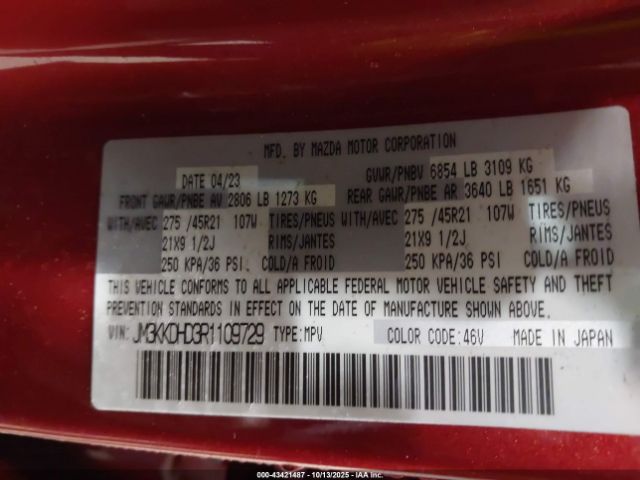 MFD. BY MAZDA MOTOR CORPORATION
DATE 04/23 GVWR/PNBV 6854 LB 3109 KG
FRONT GAWR/PNBE AV 2806 LB 1273 KG REAR GAWR/PNBE AR 3640 LB 1651 KG
WITH/AVEC 275 /45R21 107W TIRES/PNEUS WITH/AVEC 275 /45R21 107W TIRES/PNEUS
21X9 1/2J RIMS/JANTES 21X9 1/2J RIMS/JANTES
250 KPA/36 PSI. COLD/A FROID 250 KPA/36 PSI COLD/A FROID
THIS VEHICLE CONFORMS TO ALL APPLICABLE FEDERAL MOTOR VEHICLE SAFETY AND THEFT
PREVENTION STANDARDS IN EFFECT ON THE DATE OF MANUFACTURE SHOWN ABOVE.
VIN: JM3KKDHD3R1109729 TYPE:MPV COLOR CODE:46V MADE IN JAPAN
000-43421487 - 10/13/2025 - IAAI.COM